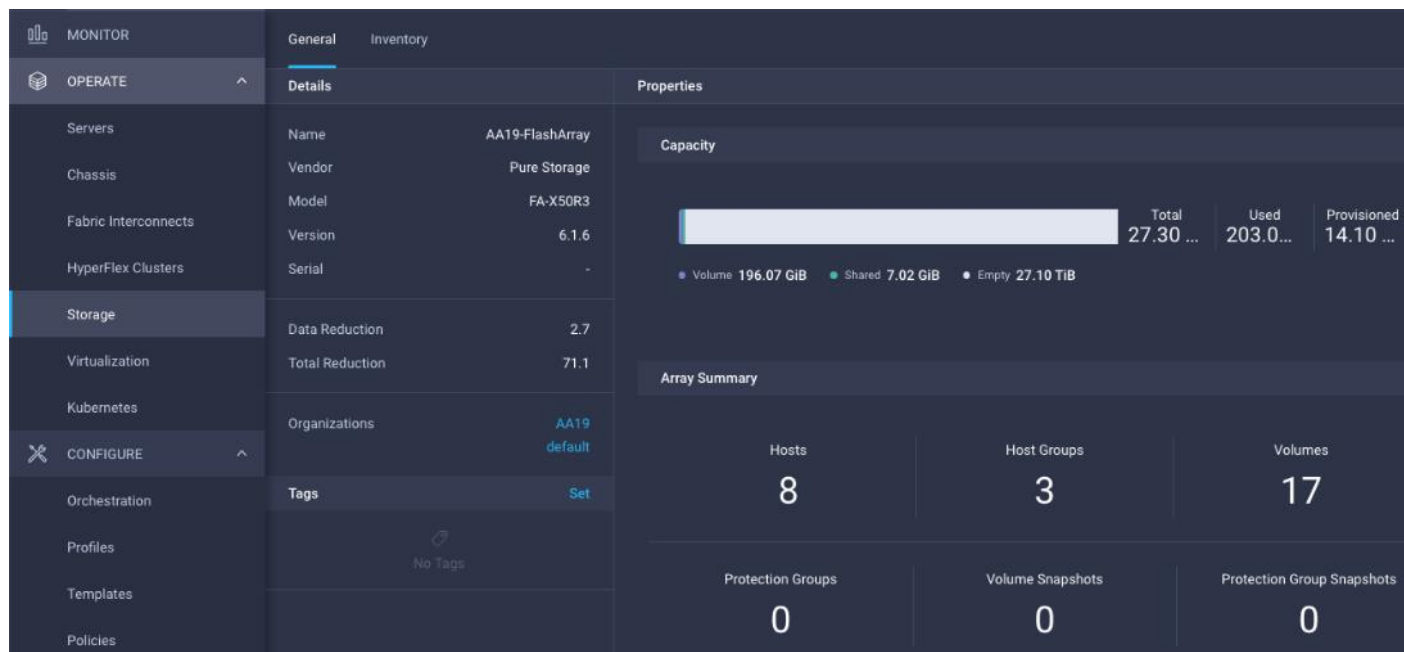 MONITOR
OPERATE
Servers
Chassis
Fabric Interconnects
HyperFlex Clusters
Storage
Virtualization
Kubernetes
CONFIGURE
Orchestration
Profiles
Templates
Policies
General Inventory
Details
Name AA19-FlashArray
Vendor Pure Storage
Model FA-X50R3
Version 6.1.6
Serial -
Data Reduction 2.7
Total Reduction 71.1
Organizations AA19
default
Tags Set
No Tags
Properties
Capacity
Total Used Provisioned
27.30 ... 203.0... 14.10 ...
Volume 196.07 GiB Shared 7.02 GiB Empty 27.10 TiB
Array Summary
Hosts Host Groups Volumes
8 3 17
Protection Groups Volume Snapshots Protection Group Snapshots
0 0 0